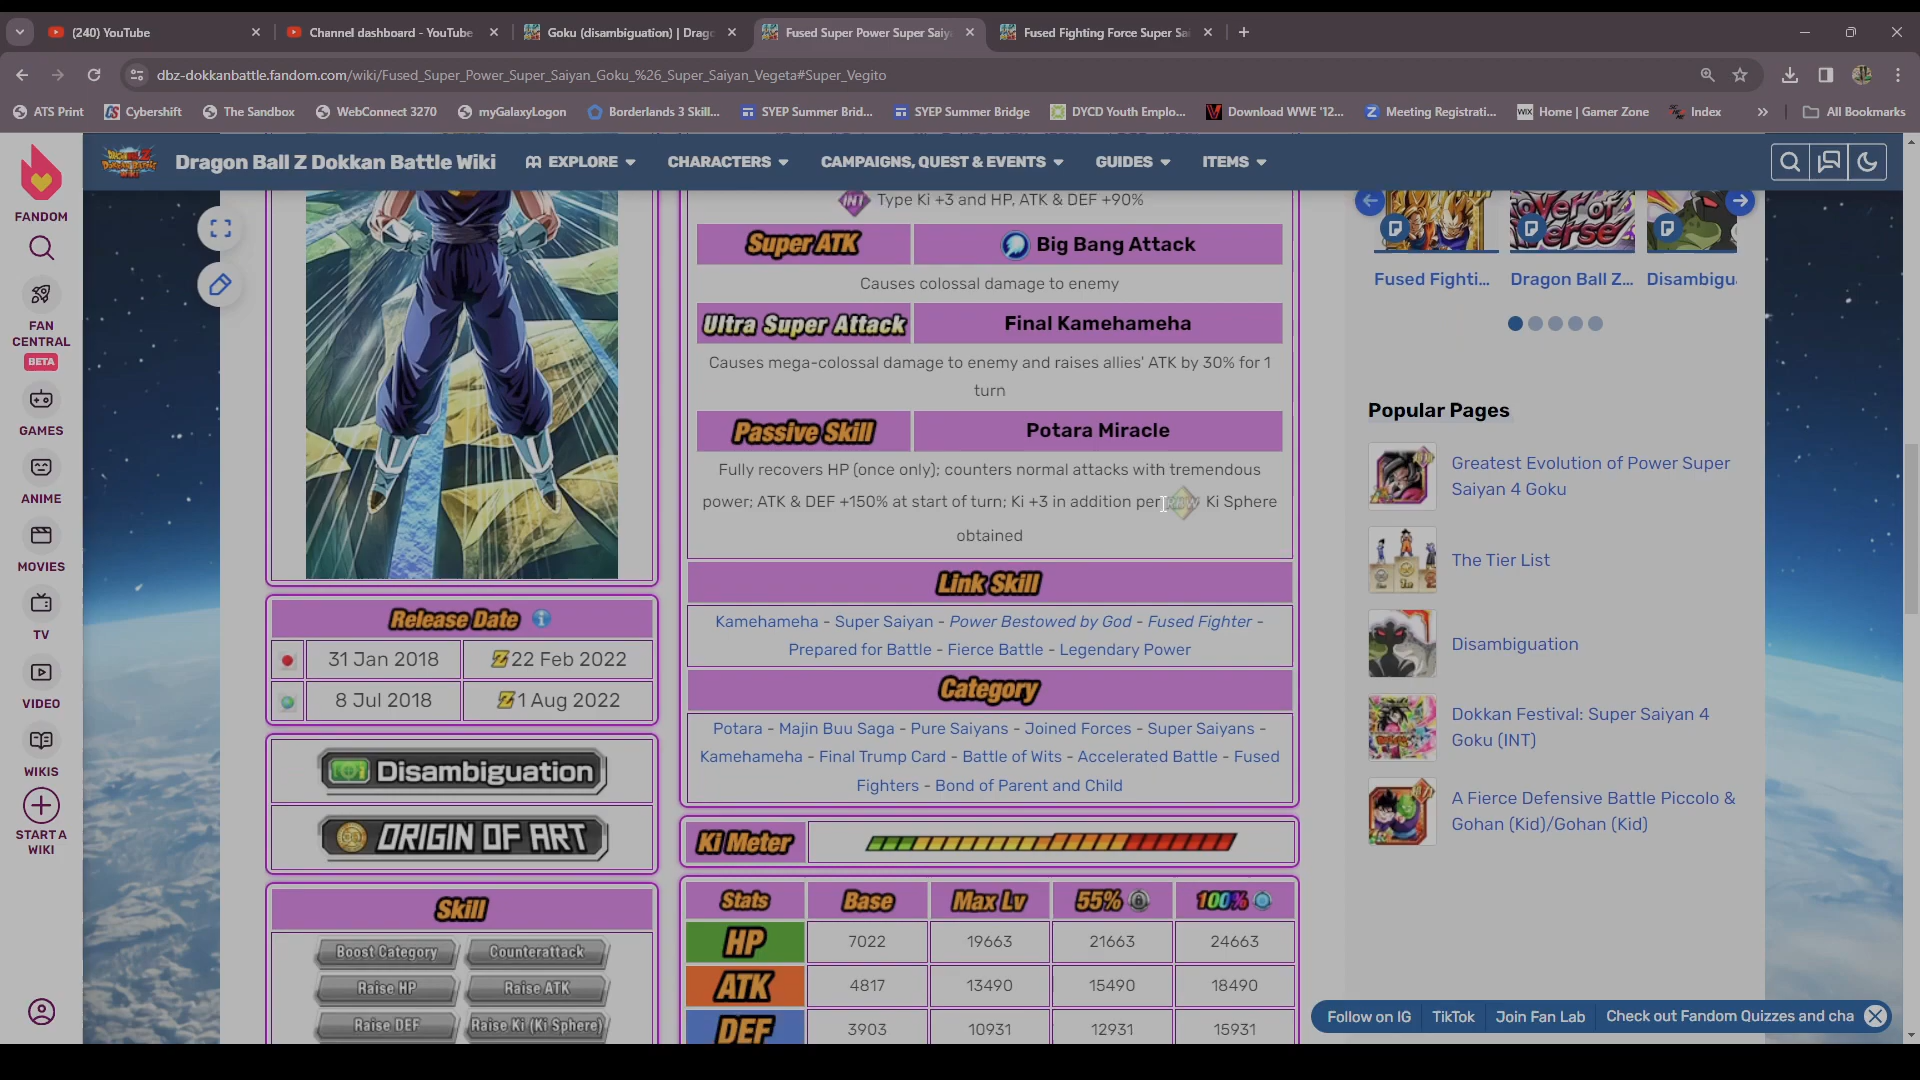 (240) YouTube
Channel dashboard - YouTube
Goku (disambiguation) | Drago
Fused Super Power Super Saiy
Fused Fighting Force Super Sa
dbz-dokkanbattle.fandom.com/wiki/Fused_Super_Power_Super_Saiyan_Goku_%26_Super_Saiyan_Vegeta#Super_Vegito
ATS Print
Cybershift
The Sandbox
WebConnect 3270
myGalaxyLogon
Borderlands 3 Skill...
SYEP Summer Brid...
SYEP Summer Bridge
DYCD Youth Emplo...
Download WWE '12...
Meeting Registrati...
WIX Home | Gamer Zone
Index
»
All Bookmarks
Dragon Ball Z Dokkan Battle Wiki
EXPLORE
CHARACTERS
CAMPAIGNS, QUEST & EVENTS
GUIDES
ITEMS
FANDOM
FAN CENTRAL
BETA
GAMES
ANIME
MOVIES
TV
VIDEO
WIKIS
START A WIKI
INT Type Ki +3 and HP, ATK & DEF +90%
Super ATK
Big Bang Attack
Causes colossal damage to enemy
Ultra Super Attack
Final Kamehameha
Causes mega-colossal damage to enemy and raises allies' ATK by 30% for 1
turn
Passive Skill
Potara Miracle
Fully recovers HP (once only); counters normal attacks with tremendous
power; ATK & DEF +150% at start of turn; Ki +3 in addition per Ki Sphere
obtained
Link Skill
Kamehameha - Super Saiyan - Power Bestowed by God - Fused Fighter -
Prepared for Battle - Fierce Battle - Legendary Power
Category
Potara - Majin Buu Saga - Pure Saiyans - Joined Forces - Super Saiyans -
Kamehameha - Final Trump Card - Battle of Wits - Accelerated Battle - Fused
Fighters - Bond of Parent and Child
Ki Meter
Stats Base Max Lv 55% 100%
HP 7022 19663 21663 24663
ATK 4817 13490 15490 18490
DEF 3903 10931 12931 15931
Release Date
31 Jan 2018 Z 22 Feb 2022
8 Jul 2018 Z 1 Aug 2022
Disambiguation
ORIGIN OF ART
Skill
Boost Category Counterattack
Raise HP Raise ATK
Raise DEF Raise Ki (Ki Sphere)
Fused Fighti...
Dragon Ball Z...
Disambigu
Popular Pages
Greatest Evolution of Power Super
Saiyan 4 Goku
The Tier List
Disambiguation
Dokkan Festival: Super Saiyan 4
Goku (INT)
A Fierce Defensive Battle Piccolo &
Gohan (Kid)/Gohan (Kid)
Follow on IG
TikTok
Join Fan Lab
Check out Fandom Quizzes and cha